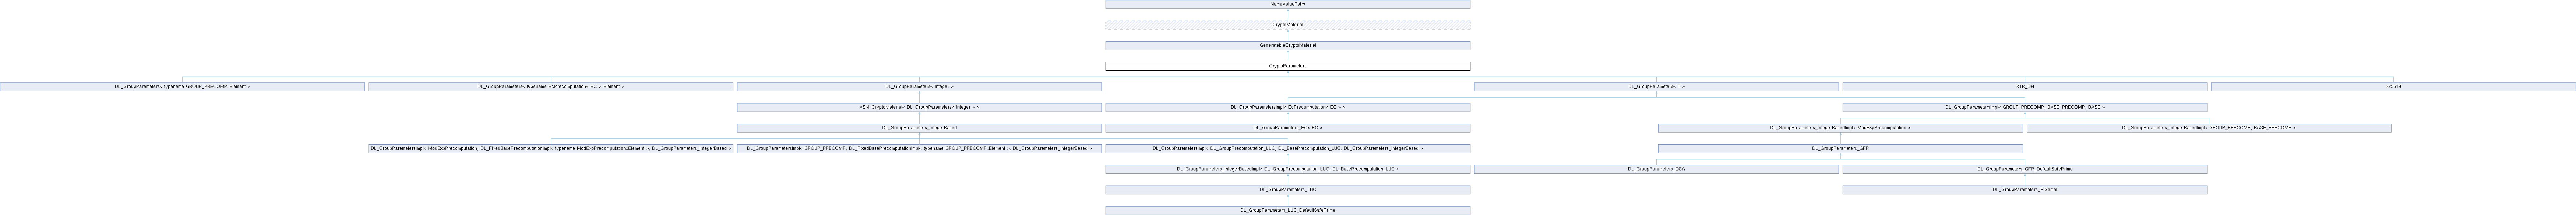 NameValuePairs
CryptoMaterial
GeneratableCryptoMaterial
CryptoParameters
DL_GroupParameters< typename GROUP_PRECOMP::Element >
DL_GroupParameters< typename EcPrecomputation< EC >::Element >
DL_GroupParameters< Integer >
DL_GroupParameters< T >
XTR_DH
x25519
ASN1CryptoMaterial< DL_GroupParameters< Integer > >
DL_GroupParametersImpl< EcPrecomputation< EC > >
DL_GroupParametersImpl< GROUP_PRECOMP, BASE_PRECOMP, BASE >
DL_GroupParameters_IntegerBased
DL_GroupParameters_EC< EC >
DL_GroupParameters_IntegerBasedImpl< ModExpPrecomputation >
DL_GroupParameters_IntegerBasedImpl< GROUP_PRECOMP, BASE_PRECOMP >
DL_GroupParametersImpl< ModExpPrecomputation, DL_FixedBasePrecomputationImpl< typename ModExpPrecomputation::Element >, DL_GroupParameters_IntegerBased >
DL_GroupParametersImpl< GROUP_PRECOMP, DL_FixedBasePrecomputationImpl< typename GROUP_PRECOMP::Element >, DL_GroupParameters_IntegerBased >
DL_GroupParametersImpl< DL_GroupPrecomputation_LUC, DL_BasePrecomputation_LUC, DL_GroupParameters_IntegerBased >
DL_GroupParameters_GFP
DL_GroupParameters_IntegerBasedImpl< DL_GroupPrecomputation_LUC, DL_BasePrecomputation_LUC >
DL_GroupParameters_DSA
DL_GroupParameters_GFP_DefaultSafePrime
DL_GroupParameters_LUC
DL_GroupParameters_ElGamal
DL_GroupParameters_LUC_DefaultSafePrime